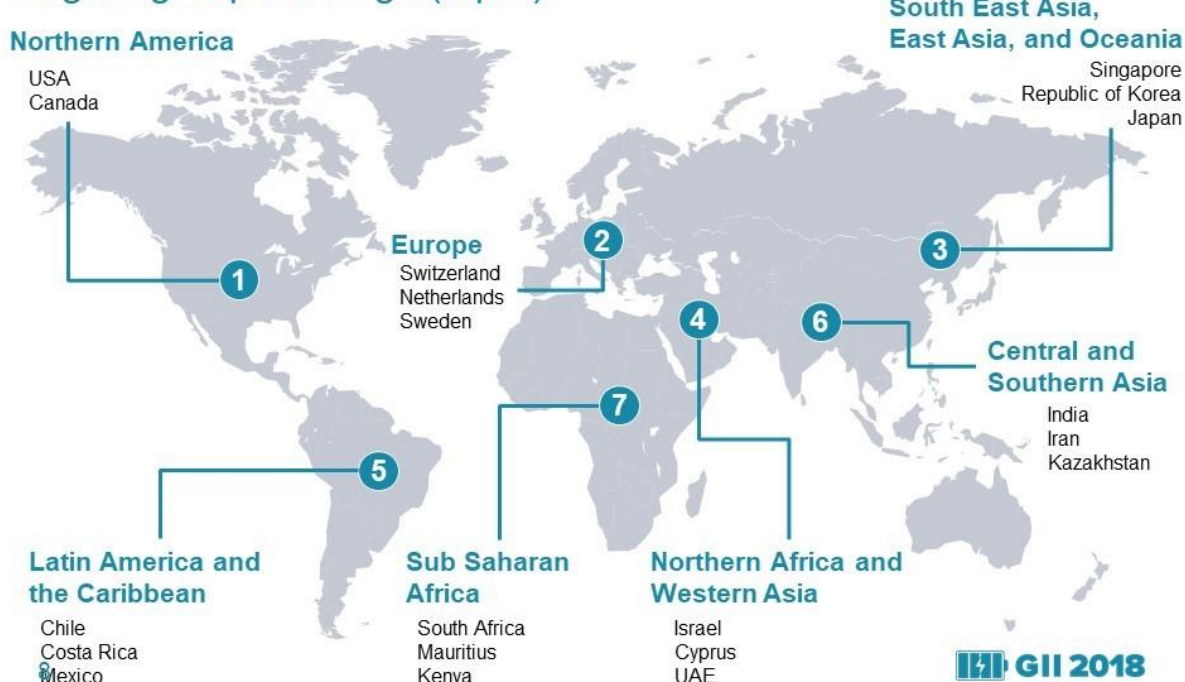 Northern America
USA
Canada
South East Asia,
East Asia, and Oceania
Singapore
Republic of Korea
Japan
Europe
Switzerland
Netherlands
Sweden
1
2
3
4
5
6
7
Central and
Southern Asia
India
Iran
Kazakhstan
Latin America and
the Caribbean
Chile
Costa Rica
Mexico
8
Sub Saharan
Africa
South Africa
Mauritius
Kenya
Northern Africa and
Western Asia
Israel
Cyprus
UAE
GII 2018